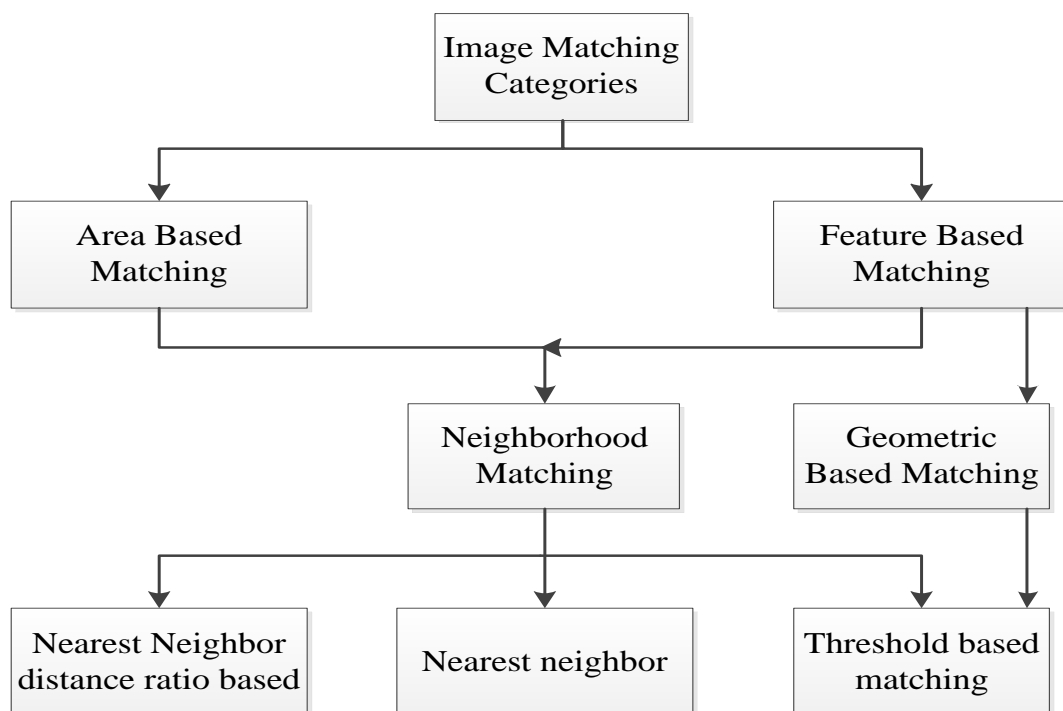 Image Matching
Categories
Area Based
Matching
Feature Based
Matching
Neighborhood
Matching
Geometric
Based Matching
Nearest Neighbor
distance ratio based
Nearest neighbor
Threshold based
matching